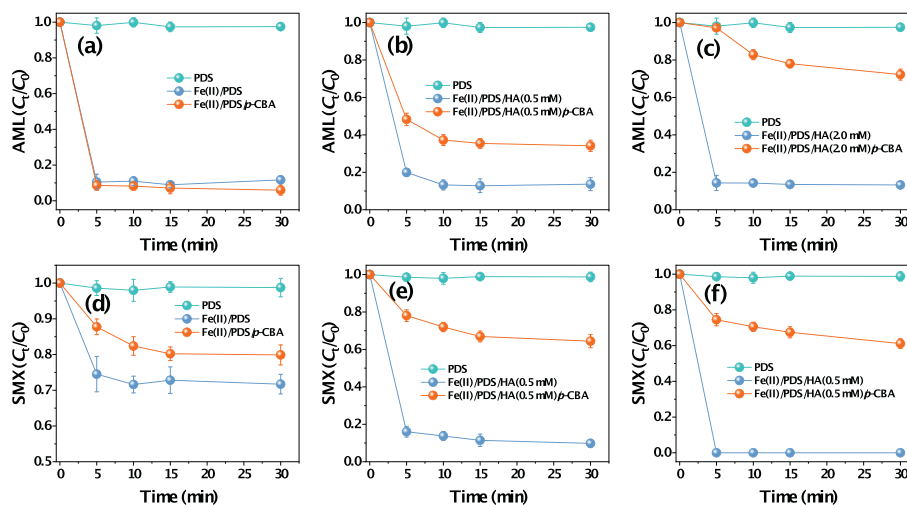 (a)
PDS
Fe(II)/PDS
Fe(II)/PDS p-CBA
AML(Ct/C0)
1.0
0.8
0.6
0.4
0.2
0.0
0 5 10 15 20 25 30
Time (min)
(b)
PDS
Fe(II)/PDS/HA(0.5 mM)
Fe(II)/PDS/HA(0.5 mM)p-CBA
AML(Ct/C0)
1.0
0.8
0.6
0.4
0.2
0.0
0 5 10 15 20 25 30
Time (min)
(c)
PDS
Fe(II)/PDS/HA(2.0 mM)
Fe(II)/PDS/HA(2.0 mM)p-CBA
AML(Ct/C0)
1.0
0.8
0.6
0.4
0.2
0.0
0 5 10 15 20 25 30
Time (min)
(d)
PDS
Fe(II)/PDS
Fe(II)/PDS p-CBA
SMX(Ct/C0)
1.0
0.9
0.8
0.7
0.6
0.5
0 5 10 15 20 25 30
Time (min)
(e)
PDS
Fe(II)/PDS/HA(0.5 mM)
Fe(II)/PDS/HA(0.5 mM)p-CBA
SMX(Ct/C0)
1.0
0.8
0.6
0.4
0.2
0.0
0 5 10 15 20 25 30
Time (min)
(f)
PDS
Fe(II)/PDS/HA(0.5 mM)
Fe(II)/PDS/HA(0.5 mM)p-CBA
SMX(Ct/C0)
1.0
0.8
0.6
0.4
0.2
0.0
0 5 10 15 20 25 30
Time (min)